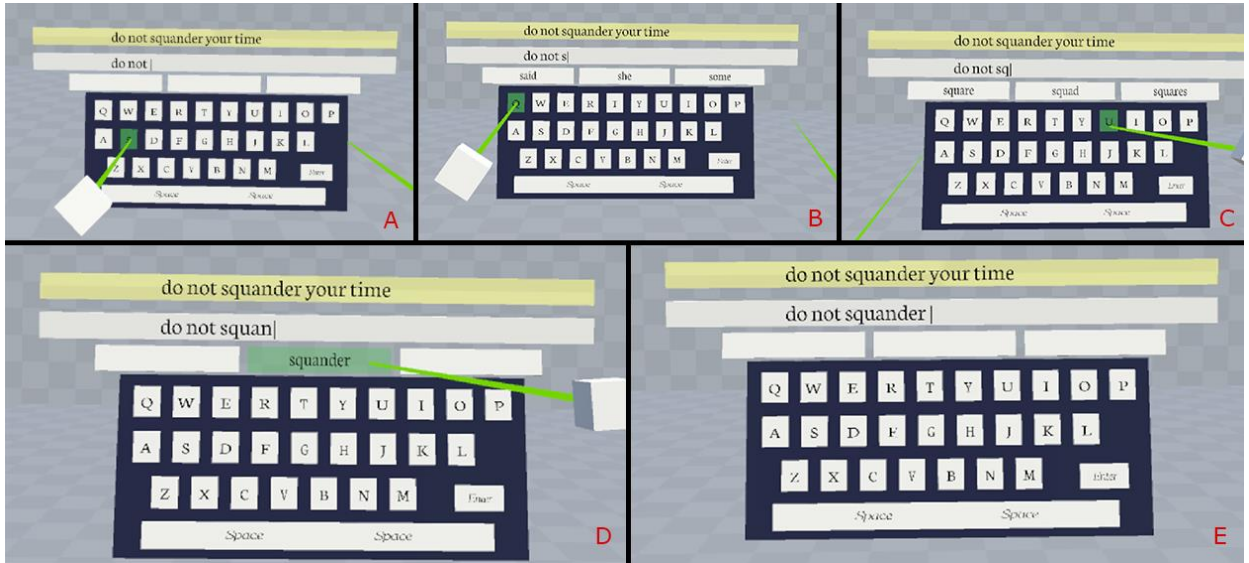 do not squander your time
do not |
Q W E R T Y U I O P
A S D F G H J K L
Z X C V B N M Enter
Space Space
A
do not squander your time
do not s|
said she some
Q W E R T Y U I O P
A S D F G H J K L
Z X C V B N M Enter
Space Space
B
do not squander your time
do not sq|
square squad squares
Q W E R T Y U I O P
A S D F G H J K L
Z X C V B N M Enter
Space Space
C
do not squander your time
do not squan|
squander
Q W E R T Y U I O P
A S D F G H J K L
Z X C V B N M Enter
Space Space
D
do not squander your time
do not squander |
Q W E R T Y U I O P
A S D F G H J K L
Z X C V B N M Enter
Space Space
E